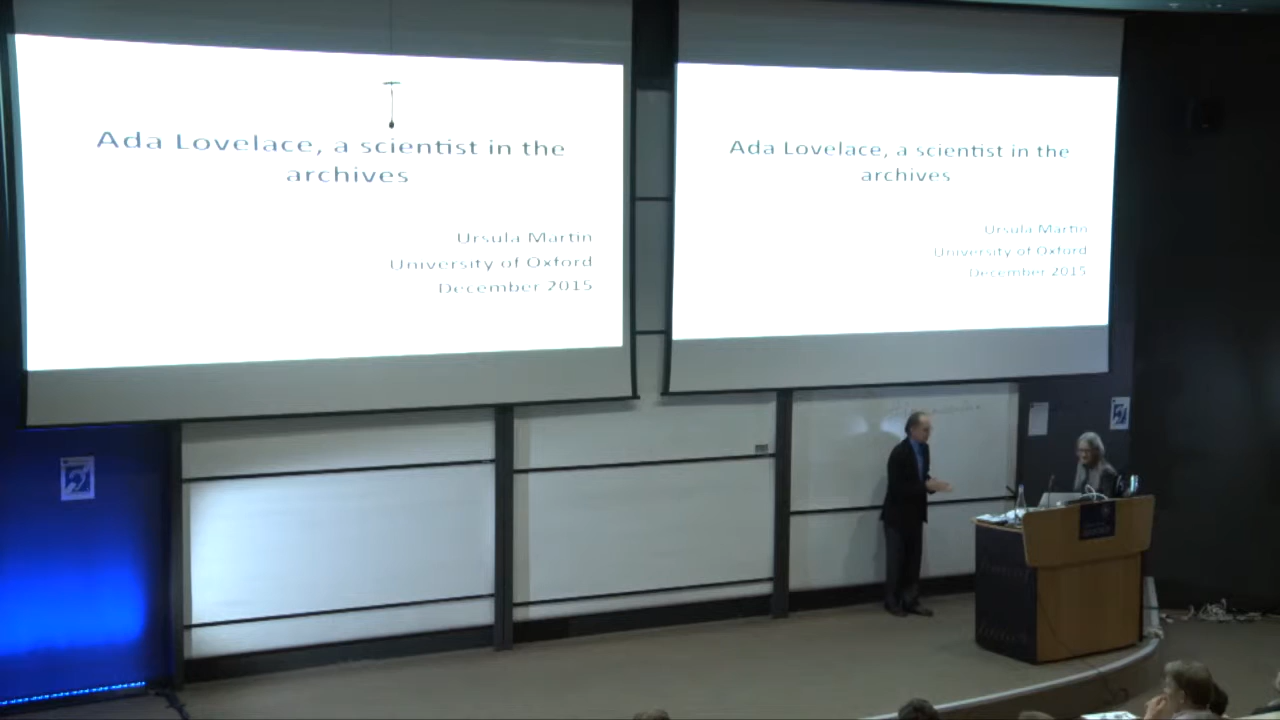 Ada Lovelace, a scientist in the
archives
Ursula Martin
University of Oxford
December 2015
Ada Lovelace, a scientist in the
archives
Ursula Martin
University of Oxford
December 2015